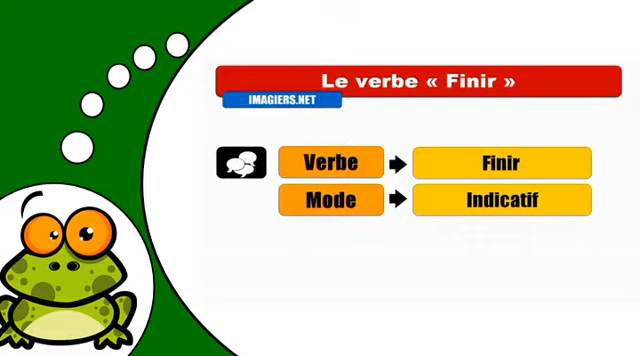 Le verbe « Finir »
IMAGIERS.NET
Verbe Finir
Mode Indicatif